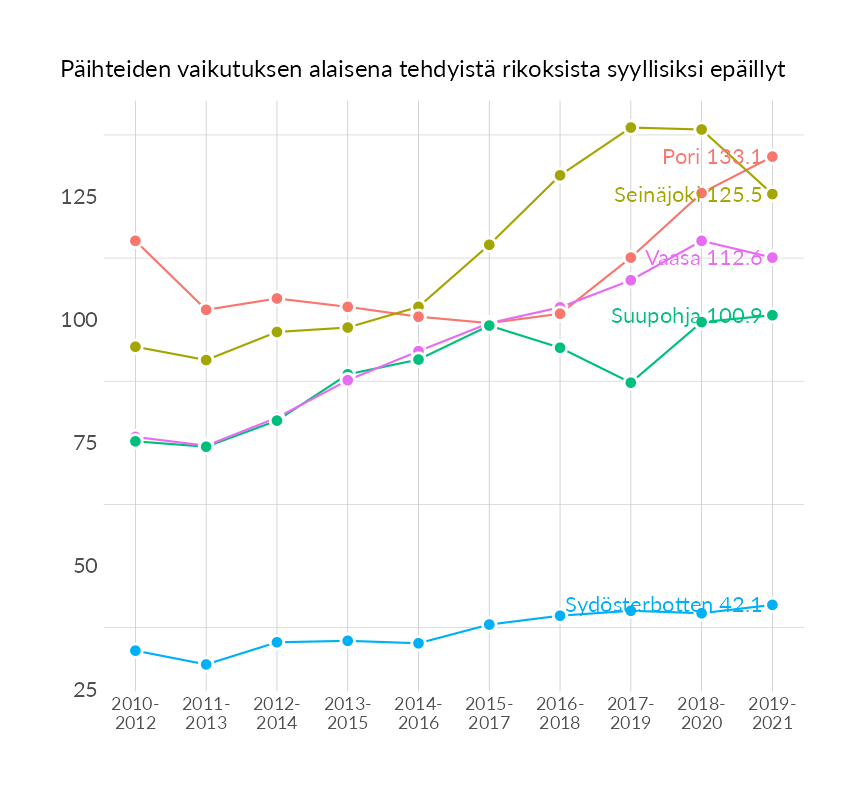 Päihteiden vaikutuksen alaisena tehdyistä rikoksista syyllisiksi epäillyt
Pori 133.1
125
Seinäjoki 125.5
Vaasa 112.6
100
Suupohja 100.9
75
50
Sydösterbotten 42.1
25
2010- 2011- 2012- 2013- 2014- 2015- 2016- 2017- 2018- 2019-
2012 2013 2014 2015 2016 2017 2018 2019 2020 2021